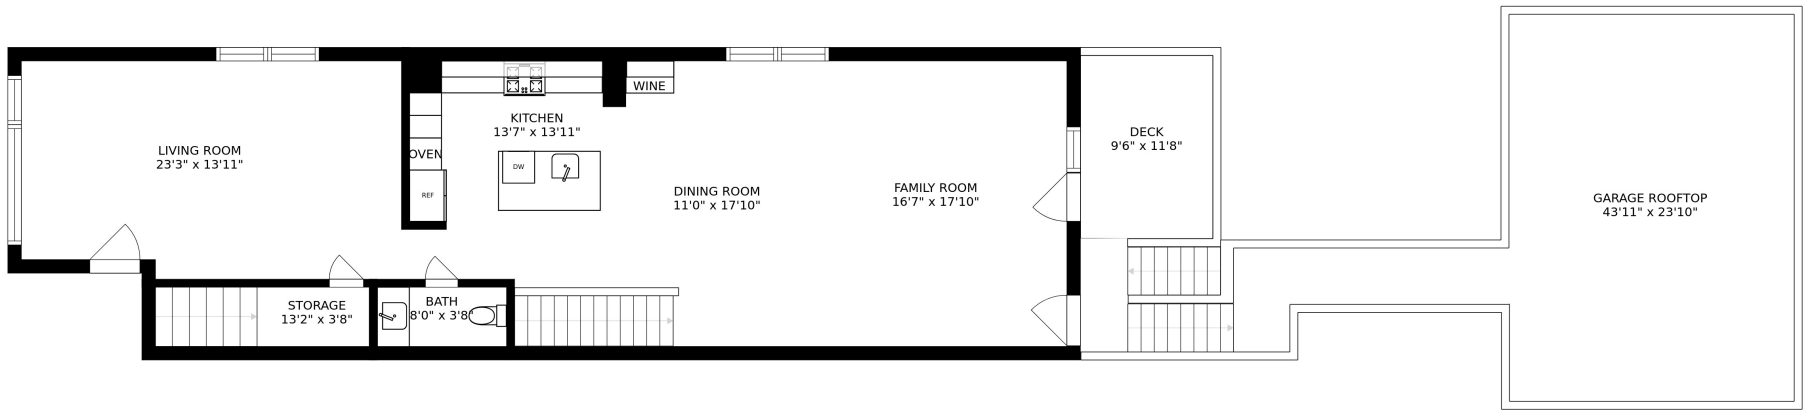 LIVING ROOM
23'3" x 13'11"
KITCHEN
13'7" x 13'11"
WINE
OVEN
REF
DW
DINING ROOM
11'0" x 17'10"
FAMILY ROOM
16'7" x 17'10"
DECK
9'6" x 11'8"
GARAGE ROOFTOP
43'11" x 23'10"
STORAGE
13'2" x 3'8"
BATH
8'0" x 3'8"